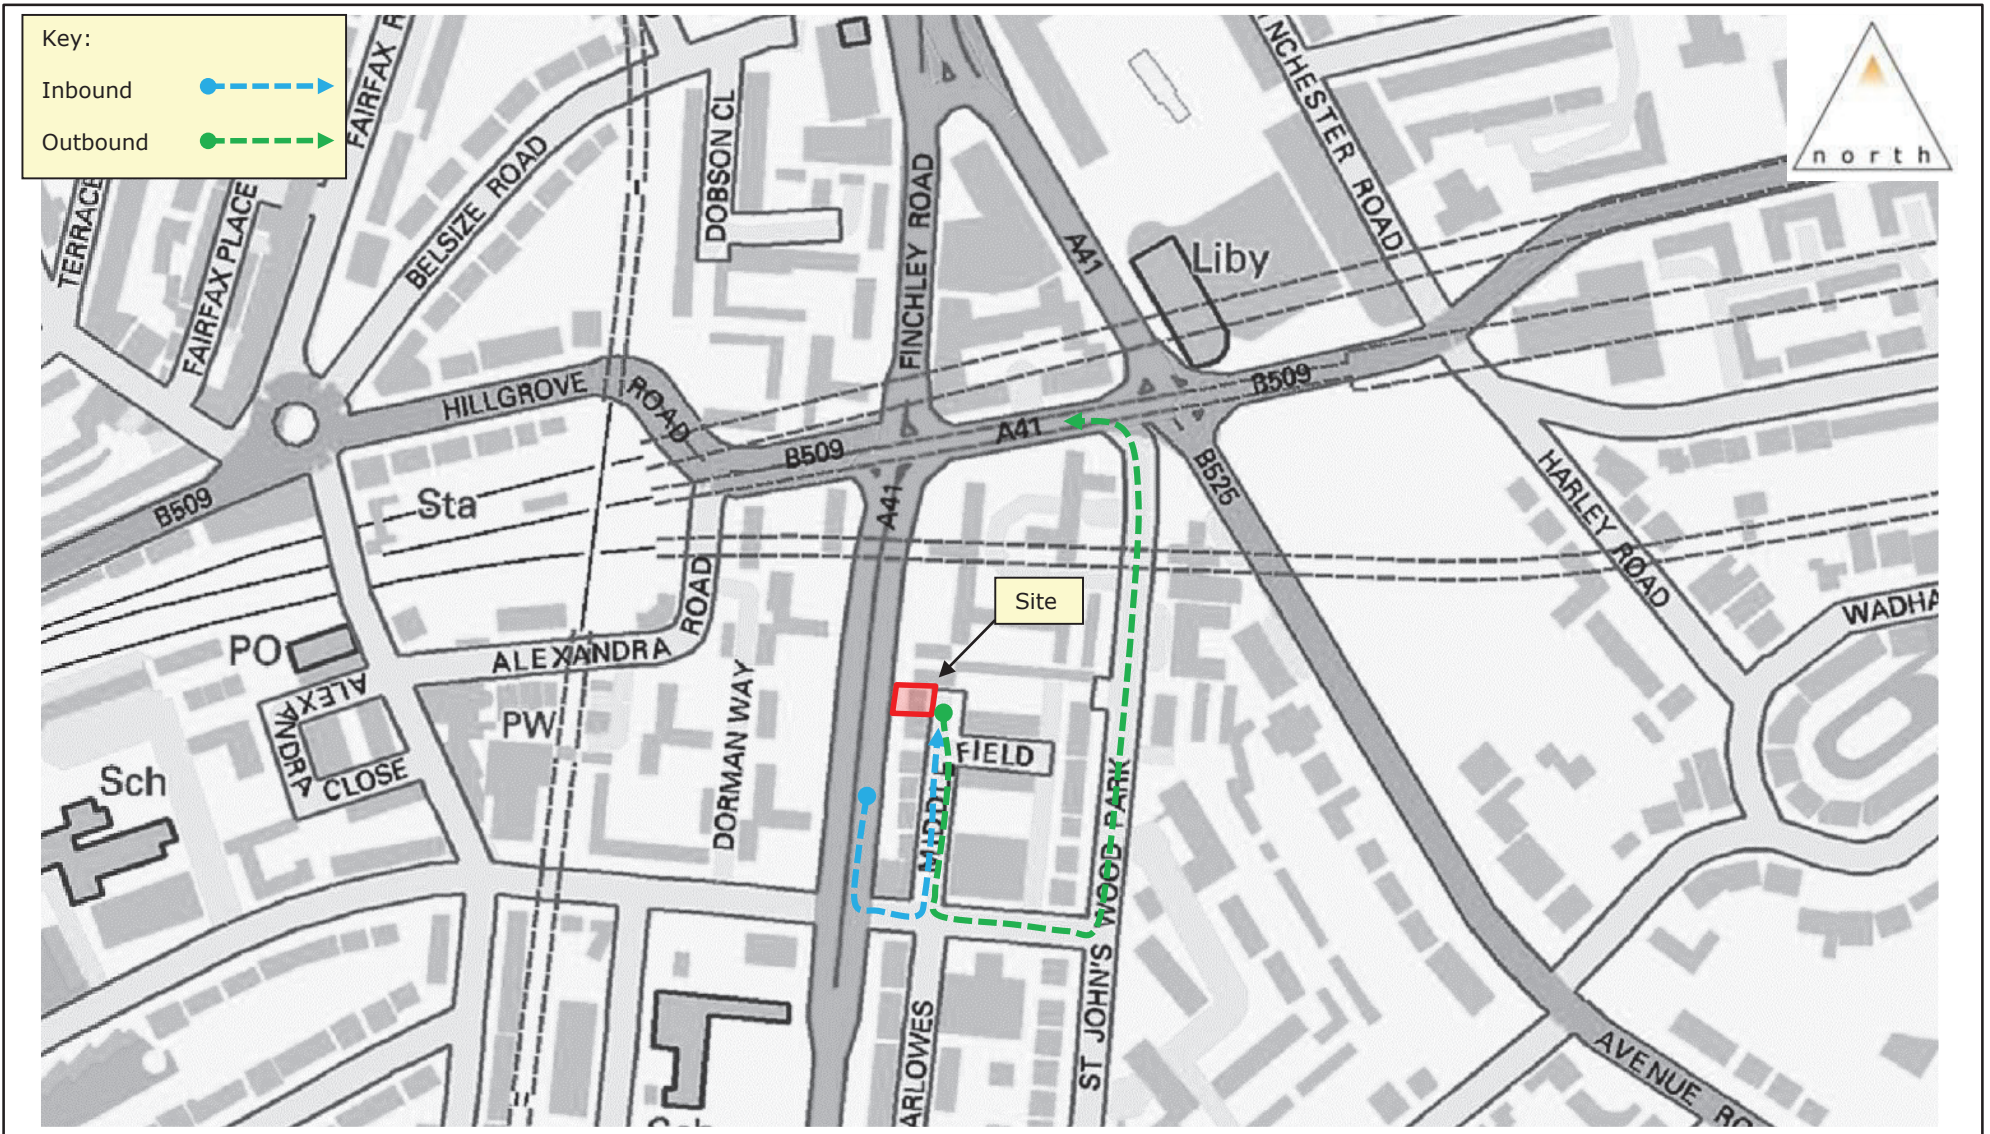 Key:
Inbound
Outbound
north
FAIRFAX R
NCHESTER ROAD
TERRACE
FAIRFAX PLACE
BELSIZE ROAD
DOBSON CL
FINCHLEY ROAD
A41
Liby
HILLGROVE ROAD
B509
B509
A41
B509
Sta
A41
B525
HARLEY ROAD
WADHA
Site
PO
ALEXANDRA ROAD
ALEXANDRA CLOSE
PW
DORMAN WAY
Sch
FIELD
MIDDLE
ST JOHN'S WOOD PARK
ARLOWES
AVENUE RO